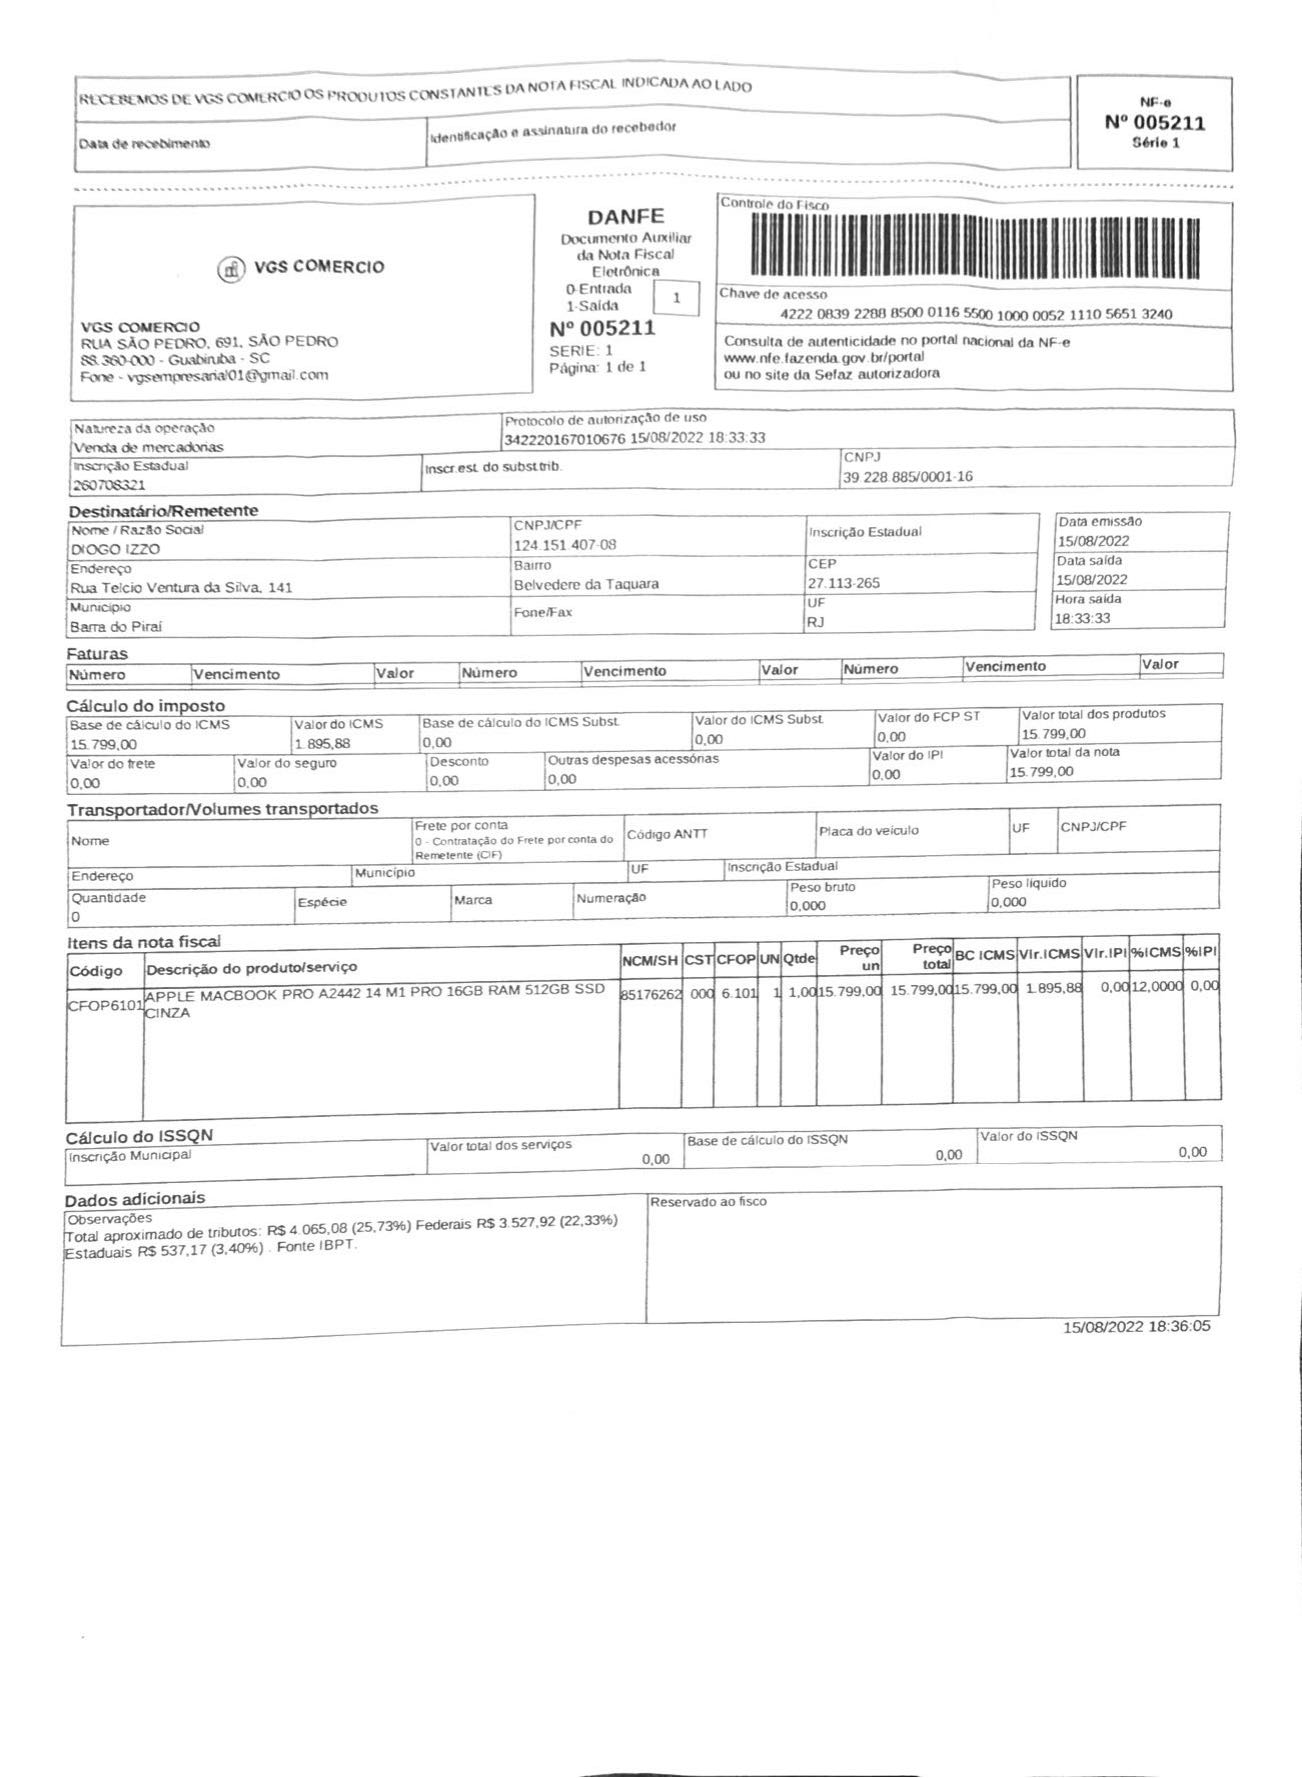 RECEBEMOS DE VGS COMERCIO OS PRODUTOS CONSTANTES DA NOTA FISCAL INDICADA AO LADO
Data de recebimento
Identificação e assinatura do recebedor
NF-e
Nº 005211
Série 1
VGS COMERCIO
VGS COMERCIO
RUA SÃO PEDRO, 691, SÃO PEDRO
88.360-000 - Guabiruba - SC
Fone - vgsempresarial01@gmail.com
DANFE
Documento Auxiliar
da Nota Fiscal
Eletrônica
0-Entrada
1-Saída
1
Nº 005211
SERIE: 1
Página: 1 de 1
Controle do Fisco
Chave de acesso
4222 0839 2288 8500 0116 5500 1000 0052 1110 5651 3240
Consulta de autenticidade no portal nacional da NF-e
www.nfe.fazenda.gov.br/portal
ou no site da Sefaz autorizadora
Natureza da operação
Venda de mercadorias
Protocolo de autorização de uso
342220167010676 15/08/2022 18:33:33
Inscrição Estadual
260708321
Inscr.est. do subst.trib.
CNPJ
39.228.885/0001-16
Destinatário/Remetente
Nome / Razão Social
DIOGO IZZO
CNPJ/CPF
124.151.407-08
Inscrição Estadual
Data emissão
15/08/2022
Endereço
Rua Telcio Ventura da Silva, 141
Bairro
Belvedere da Taquara
CEP
27.113-265
Data saída
15/08/2022
Município
Barra do Piraí
Fone/Fax
UF
RJ
Hora saída
18:33:33
Faturas
Número Vencimento Valor Número Vencimento Valor Número Vencimento Valor
Cálculo do imposto
Base de cálculo do ICMS
15.799,00
Valor do ICMS
1.895,88
Base de cálculo do ICMS Subst.
0,00
Valor do ICMS Subst.
0,00
Valor do FCP ST
0,00
Valor total dos produtos
15.799,00
Valor do frete
0,00
Valor do seguro
0,00
Desconto
0,00
Outras despesas acessórias
0,00
Valor do IPI
0,00
Valor total da nota
15.799,00
Transportador/Volumes transportados
Nome
Frete por conta
0 - Contratação do Frete por conta do
Remetente (CIF)
Código ANTT
Placa do veículo
UF
CNPJ/CPF
Endereço
Município
UF
Inscrição Estadual
Quantidade
0
Espécie
Marca
Numeração
Peso bruto
0,000
Peso líquido
0,000
Itens da nota fiscal
Código Descrição do produto/serviço NCM/SH CST CFOP UN Qtde Preço un Preço total BC ICMS Vlr.ICMS Vlr.IPI %ICMS %IPI
CFOP6101 APPLE MACBOOK PRO A2442 14 M1 PRO 16GB RAM 512GB SSD 85176262 000 6.101 1 1,00 15.799,00 15.799,00 15.799,00 1.895,88 0,00 12,0000 0,00
CINZA
Cálculo do ISSQN
Inscrição Municipal
Valor total dos serviços
0,00
Base de cálculo do ISSQN
0,00
Valor do ISSQN
0,00
Dados adicionais
Observações
Total aproximado de tributos: R$ 4.065,08 (25,73%) Federais R$ 3.527,92 (22,33%)
Estaduais R$ 537,17 (3,40%) . Fonte IBPT.
Reservado ao fisco
15/08/2022 18:36:05